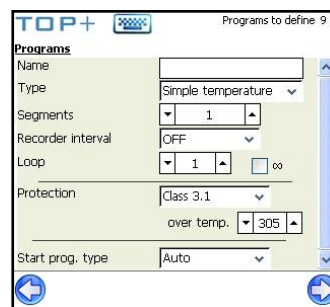 TOP+ Programs to define 9
Programs
Name
Type Simple temperature
Segments 1
Recorder interval OFF
Loop 1 ∞
Protection Class 3.1
over temp. 305
Start prog. type Auto